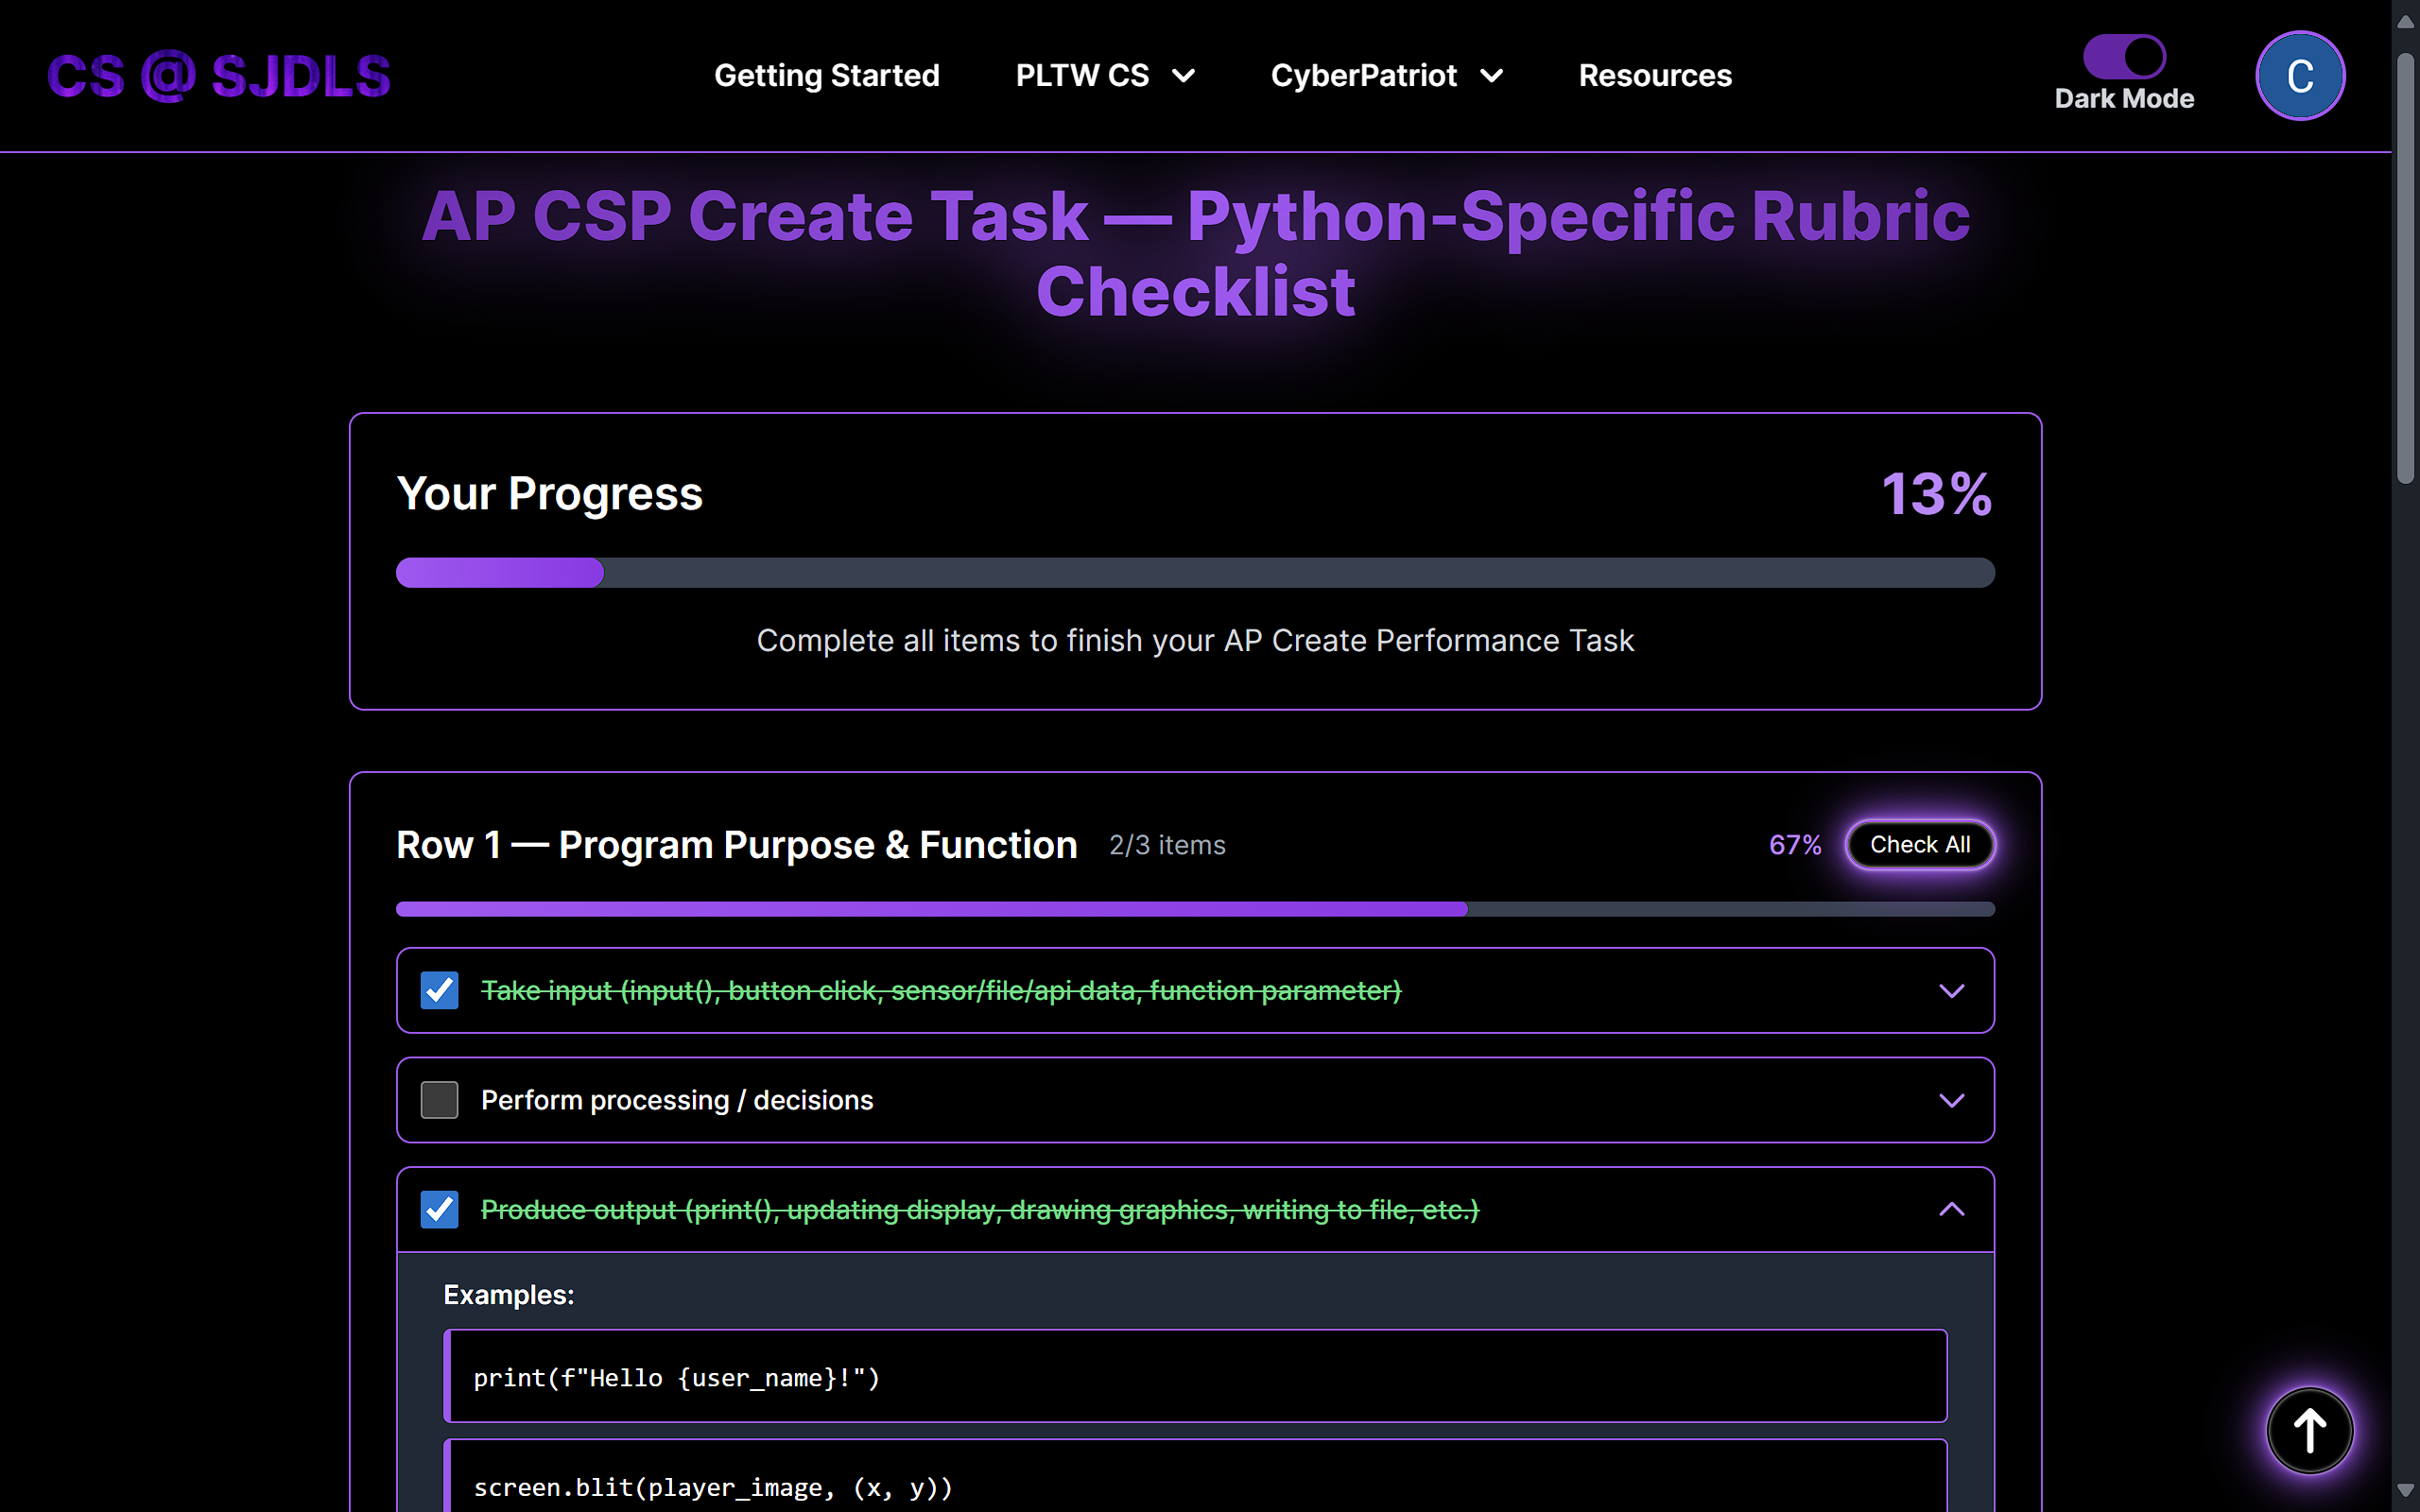 CS @ SJDLS
Getting Started
PLTW CS
CyberPatriot
Resources
Dark Mode
C
AP CSP Create Task — Python-Specific Rubric
Checklist
Your Progress
13%
Complete all items to finish your AP Create Performance Task
Row 1 — Program Purpose & Function
2/3 items
67%
Check All
Take input (input(), button click, sensor/file/api data, function parameter)
Perform processing / decisions
Produce output (print(), updating display, drawing graphics, writing to file, etc.)
Examples:
print(f"Hello {user_name}!")
screen.blit(player_image, (x, y))